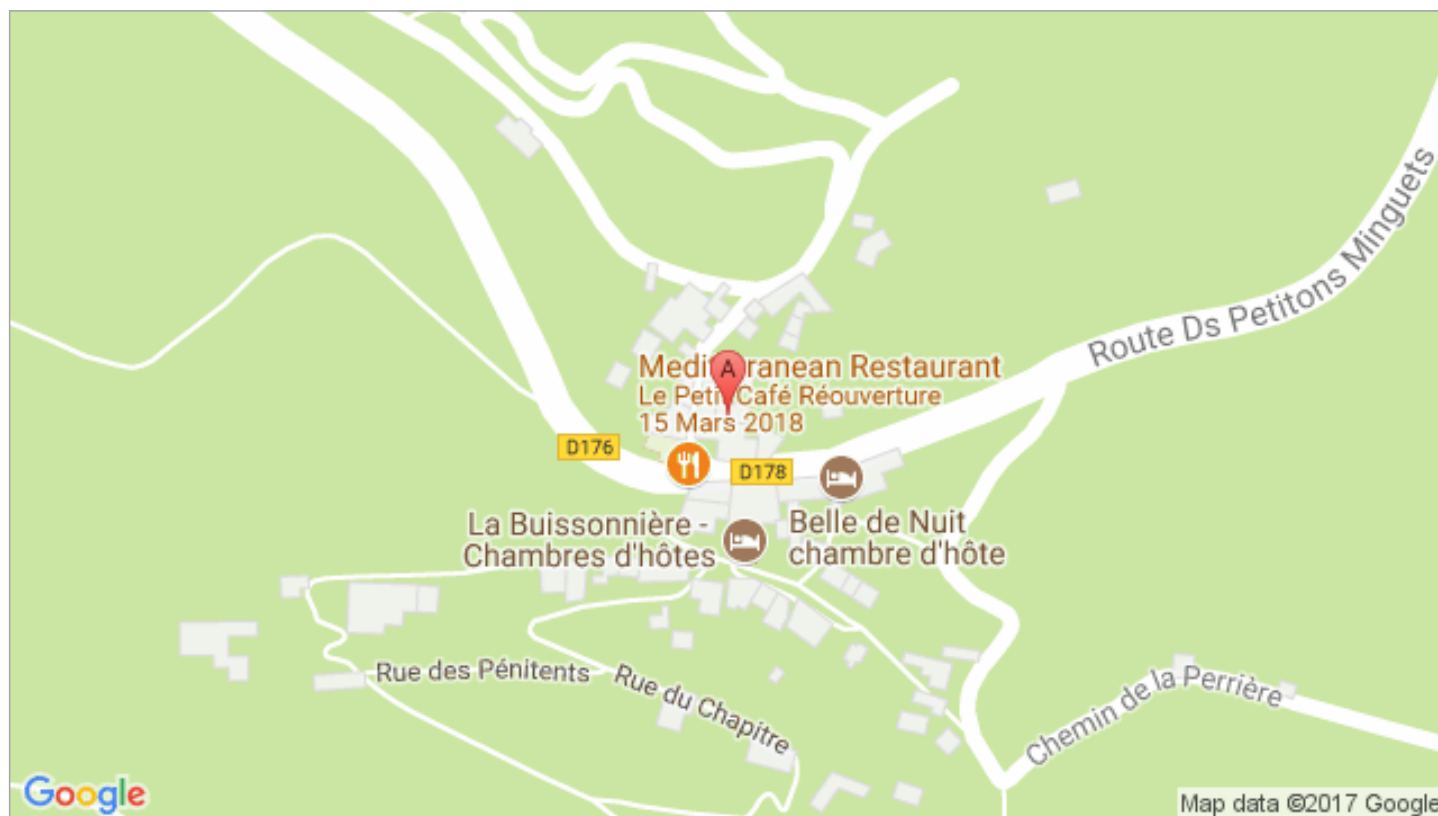 Route Ds Petitons Minguets
Mediterranean Restaurant
A
Le Petit Café Réouverture
15 Mars 2018
D176
D178
La Buissonnière -
Chambres d'hôtes
Belle de Nuit
chambre d'hôte
Rue des Pénitents
Rue du Chapitre
Chemin de la Perrière
Google
Map data ©2017 Google